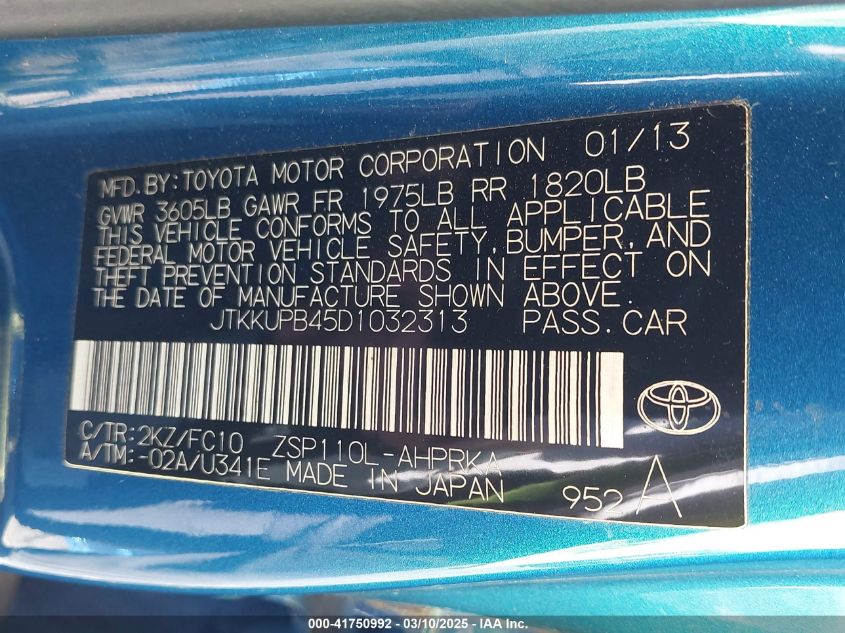 MFD. BY: TOYOTA MOTOR CORPORATION 01/13
GVWR 3605LB GAWR FR 1975LB RR 1820LB
THIS VEHICLE CONFORMS TO ALL APPLICABLE
FEDERAL MOTOR VEHICLE SAFETY, BUMPER, AND
THEFT PREVENTION STANDARDS IN EFFECT ON
THE DATE OF MANUFACTURE SHOWN ABOVE.
JTKKUPB45D1032313 PASS. CAR
C/TR: 2KZ/FC10 ZSP110L-AHPRKA
A/TM: -02A/U341E MADE IN JAPAN 952 A
000-41750992 - 03/10/2025 - IAA Inc.